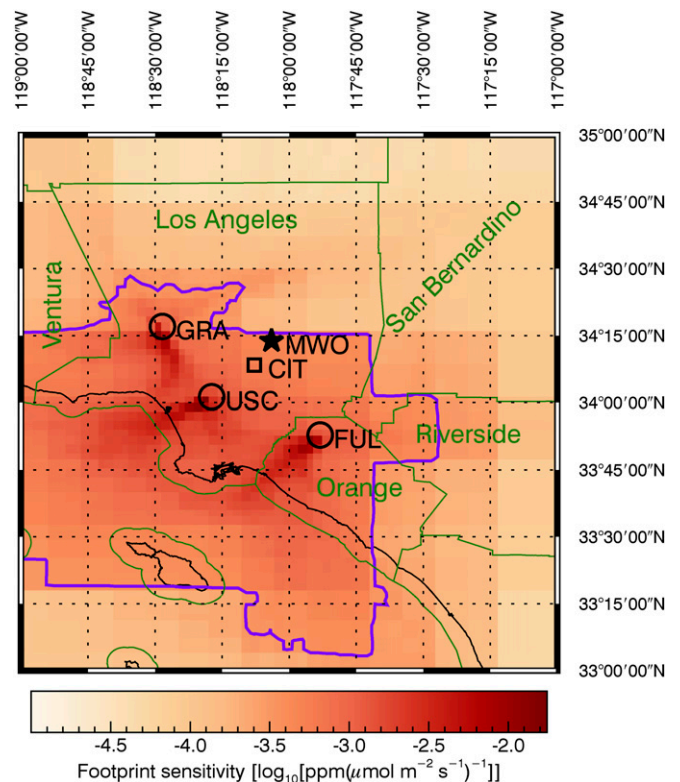 119°00'00"W
118°45'00"W
118°30'00"W
118°15'00"W
118°00'00"W
117°45'00"W
117°30'00"W
117°15'00"W
117°00'00"W
35°00'00"N
34°45'00"N
Los Angeles
San Bernardino
34°30'00"N
Ventura
34°15'00"N
GRA
MWO
CIT
34°00'00"N
USC
FUL
Riverside
33°45'00"N
Orange
33°30'00"N
33°15'00"N
33°00'00"N
-4.5 -4.0 -3.5 -3.0 -2.5 -2.0
Footprint sensitivity [log10[ppm(μmol m⁻² s⁻¹)⁻¹]]